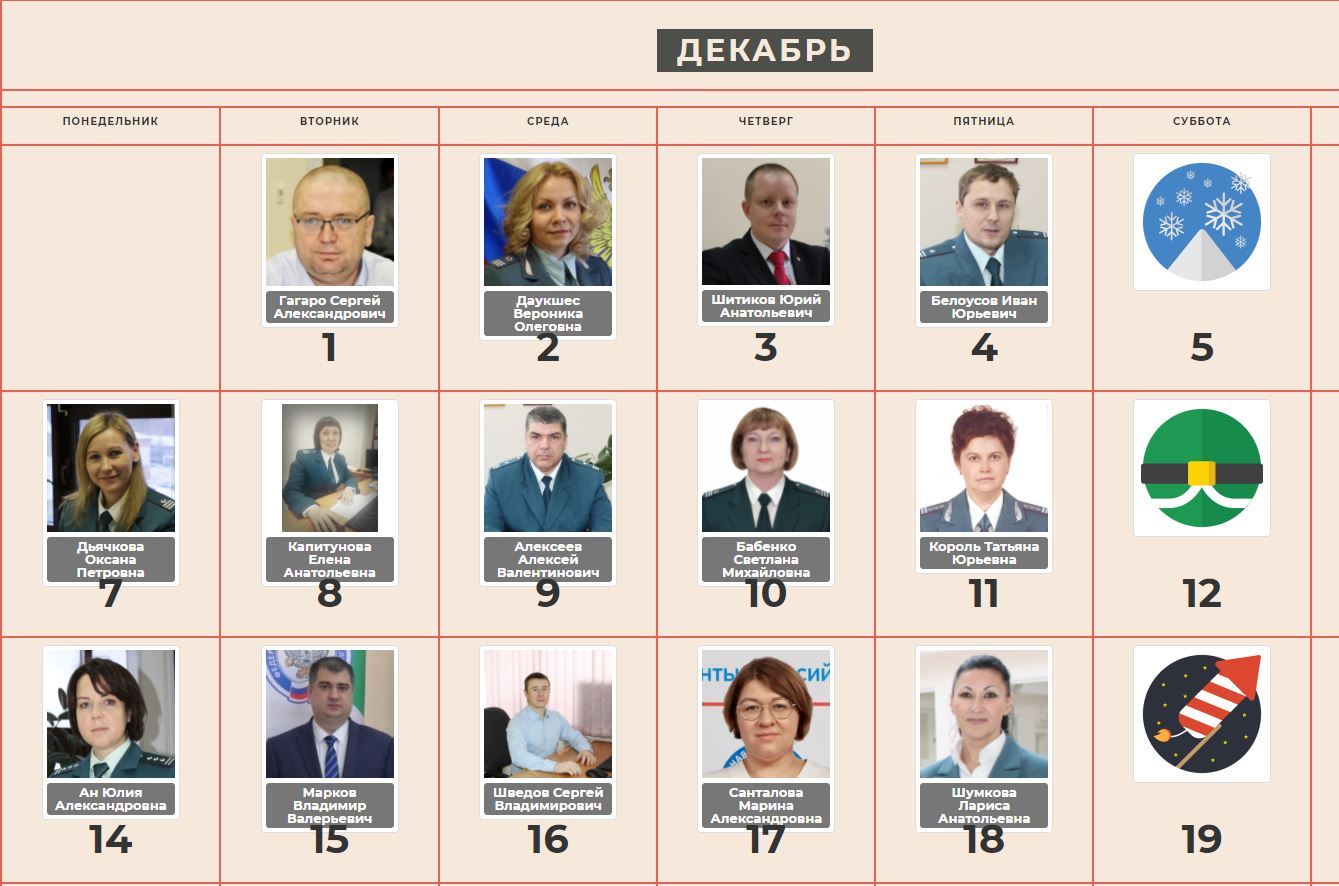 ДЕКАБРЬ
ПОНЕДЕЛЬНИК ВТОРНИК СРЕДА ЧЕТВЕРГ ПЯТНИЦА СУББОТА
Гагаро Сергей
Александрович
1
Даукшес
Вероника
Олеговна
2
Шитиков Юрий
Анатольевич
3
Белоусов Иван
Юрьевич
4
5
Дьячкова
Оксана
Петровна
7
Капитунова
Елена
Анатольевна
8
Алексеев
Алексей
Валентинович
9
Бабенко
Светлана
Михайловна
10
Король Татьяна
Юрьевна
11
12
Ан Юлия
Александровна
14
Марков
Владимир
Валерьевич
15
Шведов Сергей
Владимирович
16
Санталова
Марина
Александровна
17
Шумкова
Лариса
Анатольевна
18
19